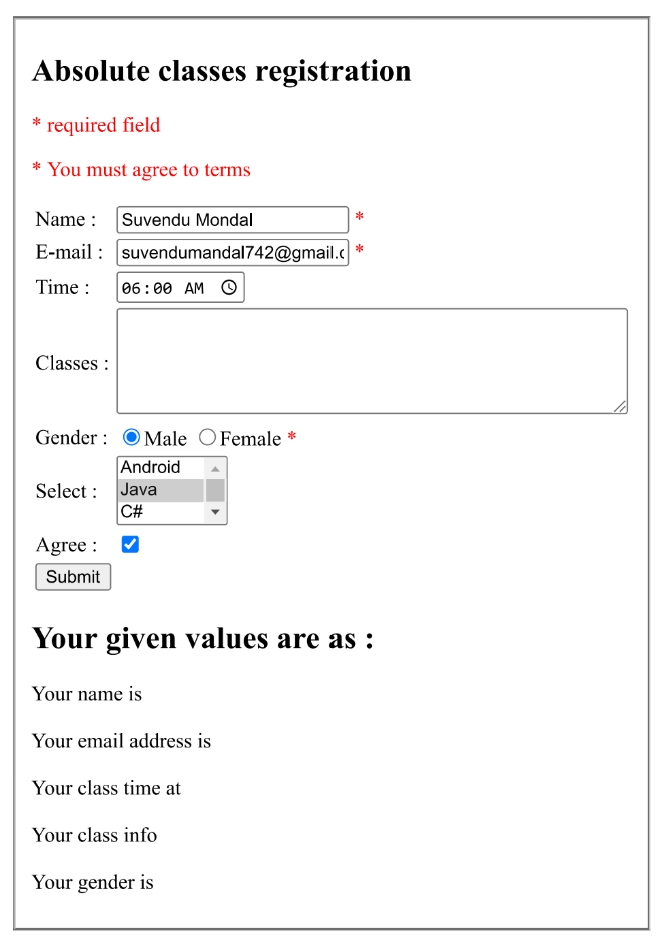 Absolute classes registration
* required field
* You must agree to terms
Name : Suvendu Mondal *
E-mail : suvendumandal742@gmail.c *
Time : 06:00 AM
Classes :
Gender : Male Female *
Select : Android
Java
C#
Agree :
Submit
Your given values are as :
Your name is
Your email address is
Your class time at
Your class info
Your gender is